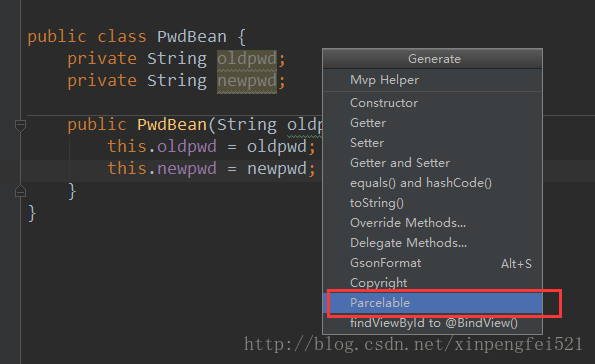 public class PwdBean {
private String oldpwd;
private String newpwd;
public PwdBean(String oldp
this.oldpwd = oldpwd;
this.newpwd = newpwd;
}
}
Generate
Mvp Helper
Constructor
Getter
Setter
Getter and Setter
equals() and hashCode()
toString()
Override Methods...
Delegate Methods...
GsonFormat Alt+S
Copyright
Parcelable
findViewById to @BindView()
http://blog.csdn.net/xinpengfei521